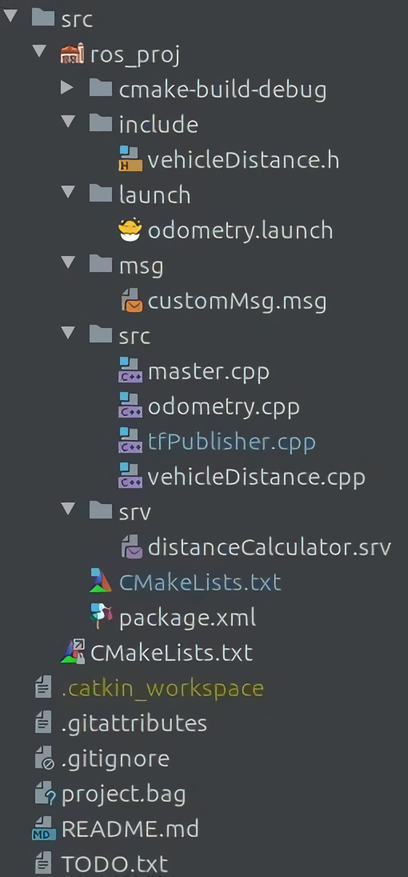 src
ros_proj
cmake-build-debug
include
vehicleDistance.h
launch
odometry.launch
msg
customMsg.msg
src
master.cpp
odometry.cpp
tfPublisher.cpp
vehicleDistance.cpp
srv
distanceCalculator.srv
CMakeLists.txt
package.xml
CMakeLists.txt
.catkin_workspace
.gitattributes
.gitignore
project.bag
README.md
TODO.txt